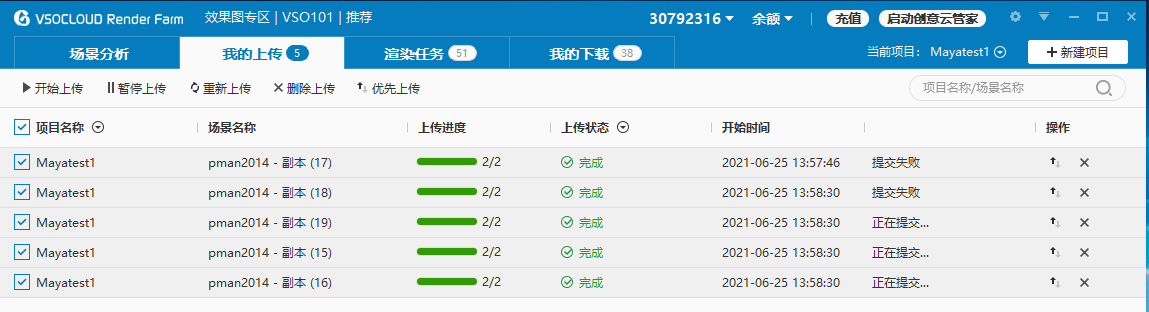 VSOCLOUD Render Farm 效果图专区 | VSO101 | 推荐 30792316 余额 充值 启动创意云管家
场景分析 我的上传 5 渲染任务 51 我的下载 38 当前项目： Mayatest1 新建项目
开始上传 暂停上传 重新上传 删除上传 优先上传 项目名称/场景名称
项目名称 场景名称 上传进度 上传状态 开始时间 操作
Mayatest1 pman2014 - 副本 (17) 2/2 完成 2021-06-25 13:57:46 提交失败
Mayatest1 pman2014 - 副本 (18) 2/2 完成 2021-06-25 13:58:30 提交失败
Mayatest1 pman2014 - 副本 (19) 2/2 完成 2021-06-25 13:58:30 正在提交...
Mayatest1 pman2014 - 副本 (15) 2/2 完成 2021-06-25 13:58:30 正在提交...
Mayatest1 pman2014 - 副本 (16) 2/2 完成 2021-06-25 13:58:30 正在提交...